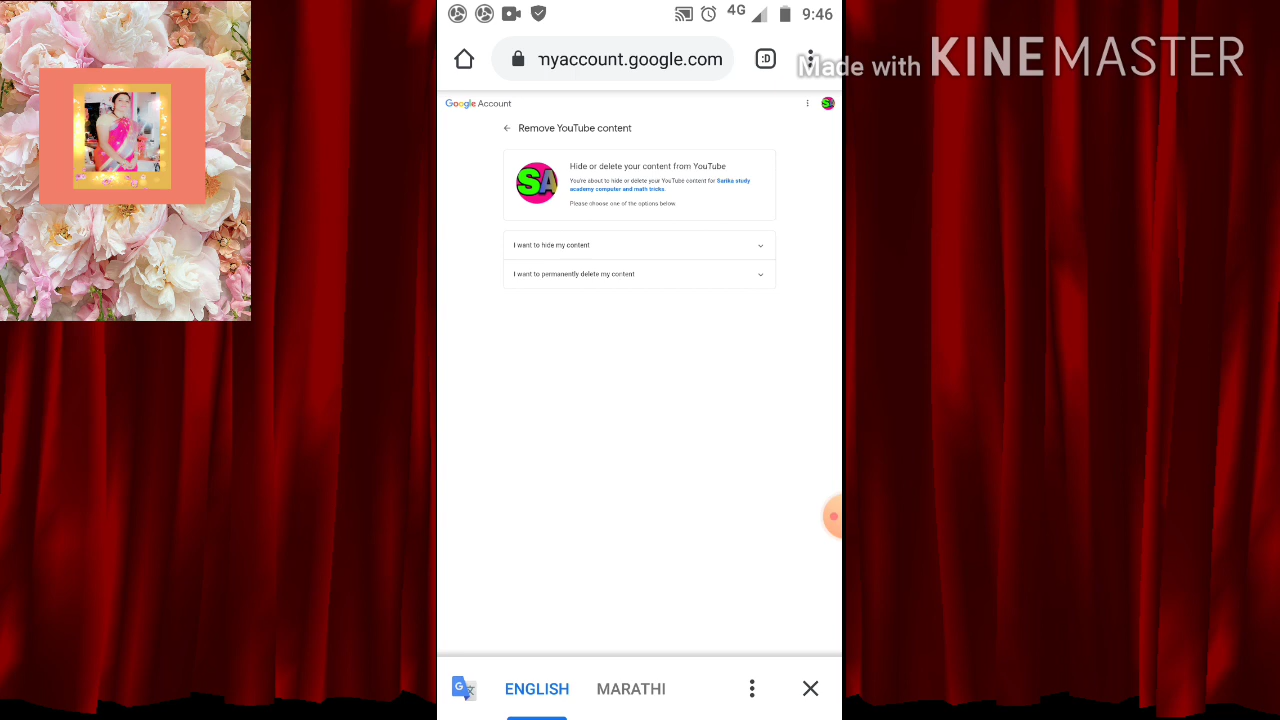 4G 9:46
myaccount.google.com
:D
Made with KINEMASTER
Google Account
SA
Remove YouTube content
SA
Hide or delete your content from YouTube
You're about to hide or delete your YouTube content for Sarika study
academy computer and math tricks.
Please choose one of the options below.
I want to hide my content
I want to permanently delete my content
G ENGLISH MARATHI